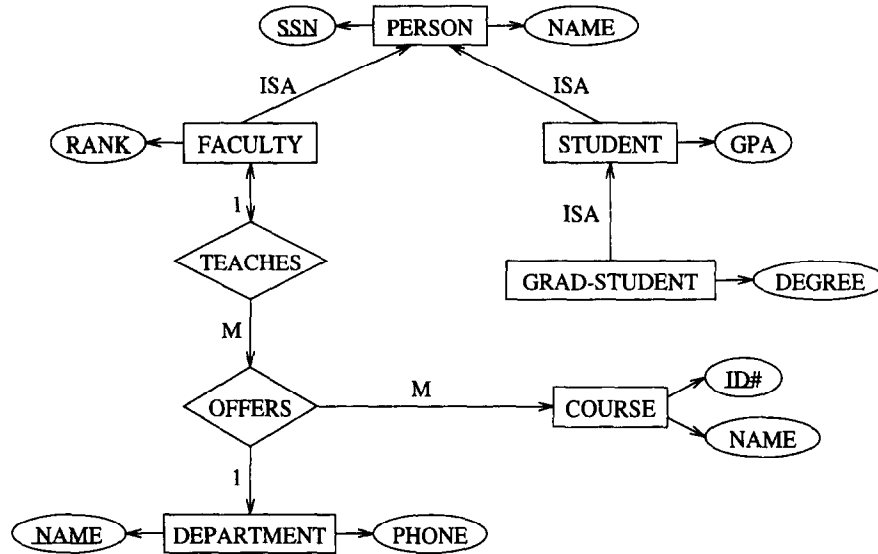 SSN PERSON NAME
ISA ISA
RANK FACULTY STUDENT GPA
1
ISA
TEACHES
GRAD-STUDENT DEGREE
M
M ID#
OFFERS COURSE
NAME
1
NAME DEPARTMENT PHONE